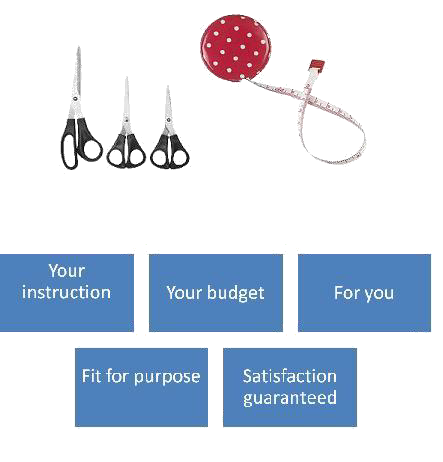 Your
instruction
Your budget
For you
Fit for purpose
Satisfaction
guaranteed